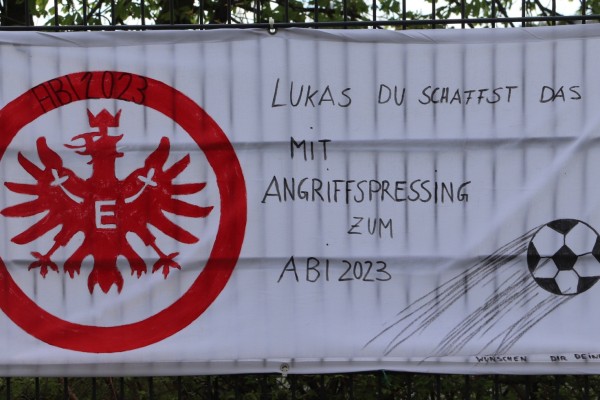 ABI 2023
E
LUKAS DU SCHAFFST DAS
MIT
ANGRIFFSPRESSING
ZUM
ABI 2023
WÜNSCHEN DIR DEINE